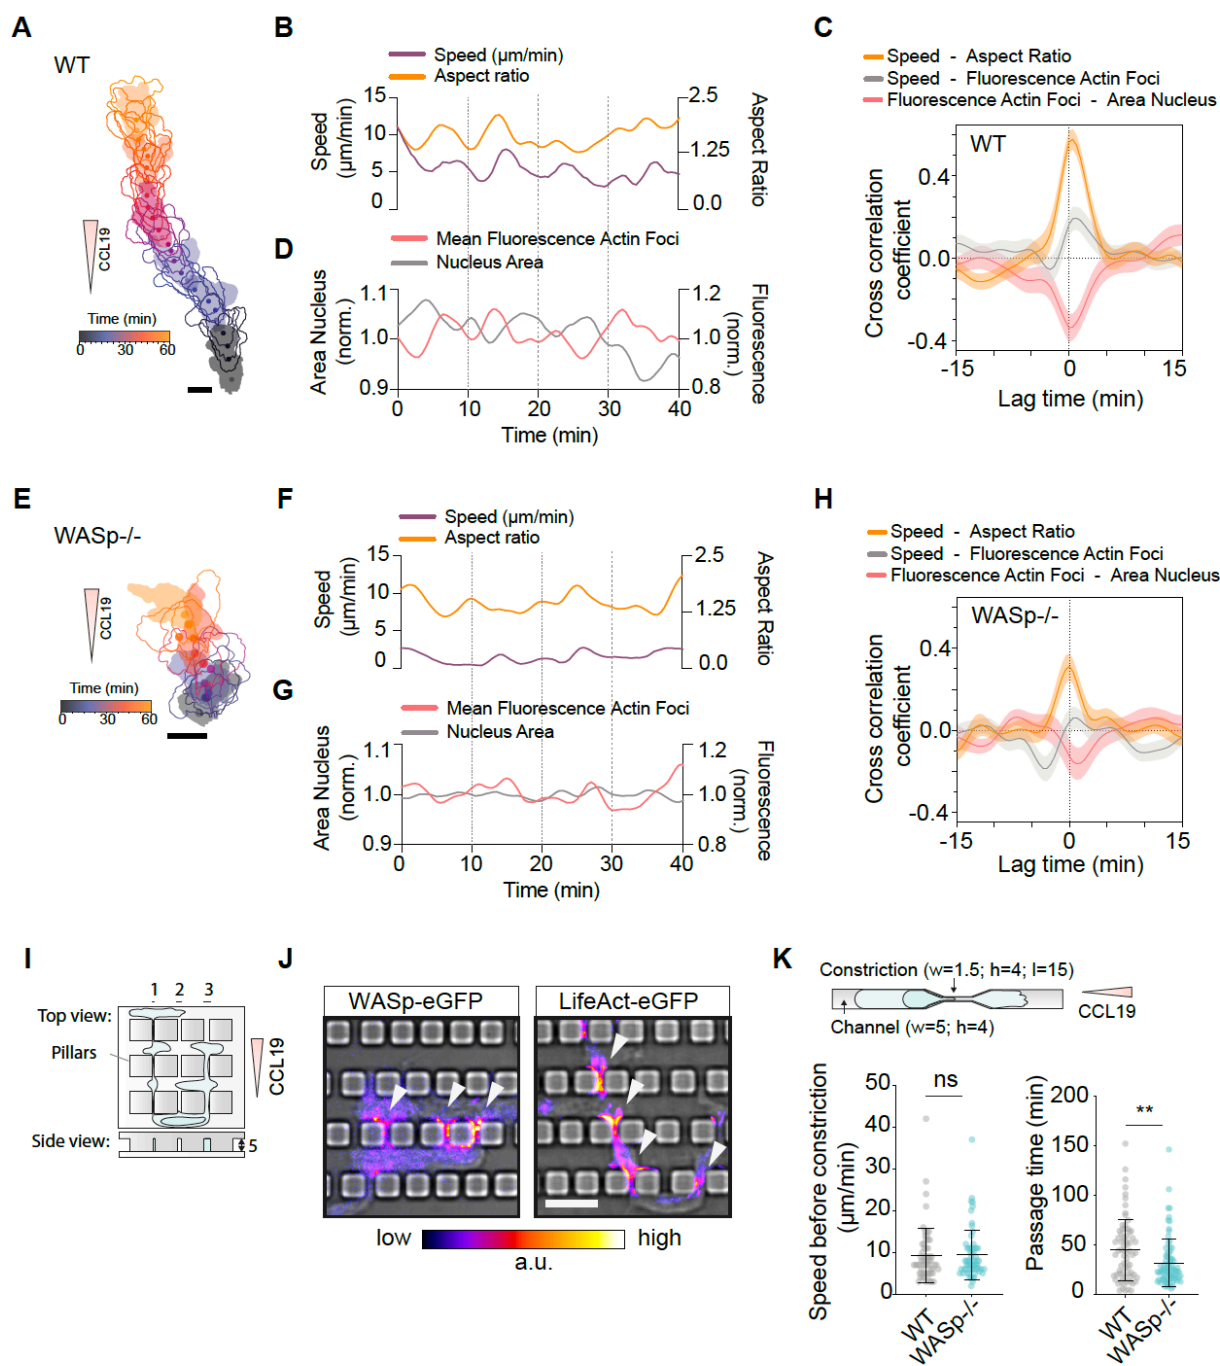 A
WT
CCL19
Time (min)
0 30 60
B
Speed (µm/min)
Aspect ratio
Speed
(µm/min)
15
10
5
0
2.5
1.25
0.0
Aspect Ratio
C
Speed - Aspect Ratio
Speed - Fluorescence Actin Foci
Fluorescence Actin Foci - Area Nucleus
WT
Cross correlation
coefficient
0.4
0.0
-0.4
-15 0 15
Lag time (min)
D
Mean Fluorescence Actin Foci
Nucleus Area
Area Nucleus
(norm.)
1.1
1.0
0.9
1.2
1.0
0.8
Fluorescence
(norm.)
0 10 20 30 40
Time (min)
E
WASp-/-
CCL19
Time (min)
0 30 60
F
Speed (µm/min)
Aspect ratio
Speed
(µm/min)
15
10
5
0
2.5
1.25
0.0
Aspect Ratio
G
Mean Fluorescence Actin Foci
Nucleus Area
Area Nucleus
(norm.)
1.1
1.0
0.9
1.2
1.0
0.8
Fluorescence
(norm.)
0 10 20 30 40
Time (min)
H
Speed - Aspect Ratio
Speed - Fluorescence Actin Foci
Fluorescence Actin Foci - Area Nucleus
WASp-/-
Cross correlation
coefficient
0.4
0.0
-0.4
-15 0 15
Lag time (min)
I
1 2 3
Top view:
Pillars
CCL19
Side view:
5
J
WASp-eGFP
LifeAct-eGFP
low high
a.u.
K
Constriction (w=1.5; h=4; l=15)
Channel (w=5; h=4)
CCL19
Speed before constriction
(µm/min)
50
40
30
20
10
0
ns
WT
WASp-/-
Passage time (min)
200
150
100
50
0
**
WT
WASp-/-